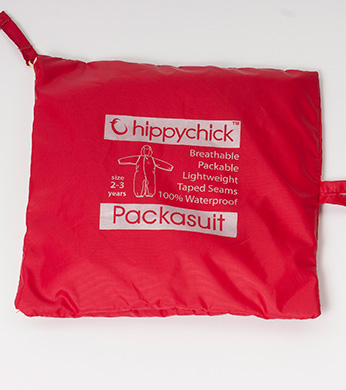 hippychick™
Breathable
Packable
Lightweight
Taped Seams
100% Waterproof
size
2-3
years
Packasuit